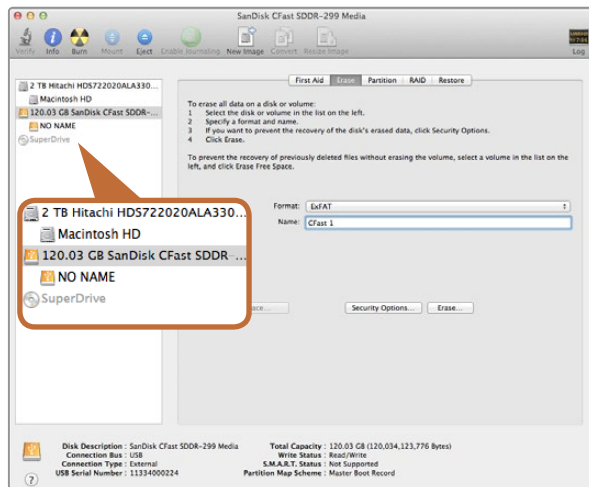 SanDisk CFast SDDR-299 Media
Verify Info Burn Mount Eject Enable Journaling New Image Convert Resize Image Log
First Aid Erase Partition RAID Restore
2 TB Hitachi HDS722020ALA330...
Macintosh HD
120.03 GB SanDisk CFast SDDR-...
NO NAME
SuperDrive
To erase all data on a disk or volume:
1 Select the disk or volume in the list on the left.
2 Specify a format and name.
3 If you want to prevent the recovery of the disk's erased data, click Security Options.
4 Click Erase.
To prevent the recovery of previously deleted files without erasing the volume, select a volume in the list on the
left, and click Erase Free Space.
Format: ExFAT
Name: CFast 1
2 TB Hitachi HDS722020ALA330...
Macintosh HD
120.03 GB SanDisk CFast SDDR-...
NO NAME
SuperDrive
Security Options... Erase...
Disk Description : SanDisk CFast SDDR-299 Media
Connection Bus : USB
Connection Type : External
USB Serial Number : 11334000224
Total Capacity : 120.03 GB (120,034,123,776 Bytes)
Write Status : Read/Write
S.M.A.R.T. Status : Not Supported
Partition Map Scheme : Master Boot Record
?